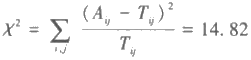 χ² = Σ_{i,j} (A_{ij} − T_{ij})² / T_{ij} = 14.82